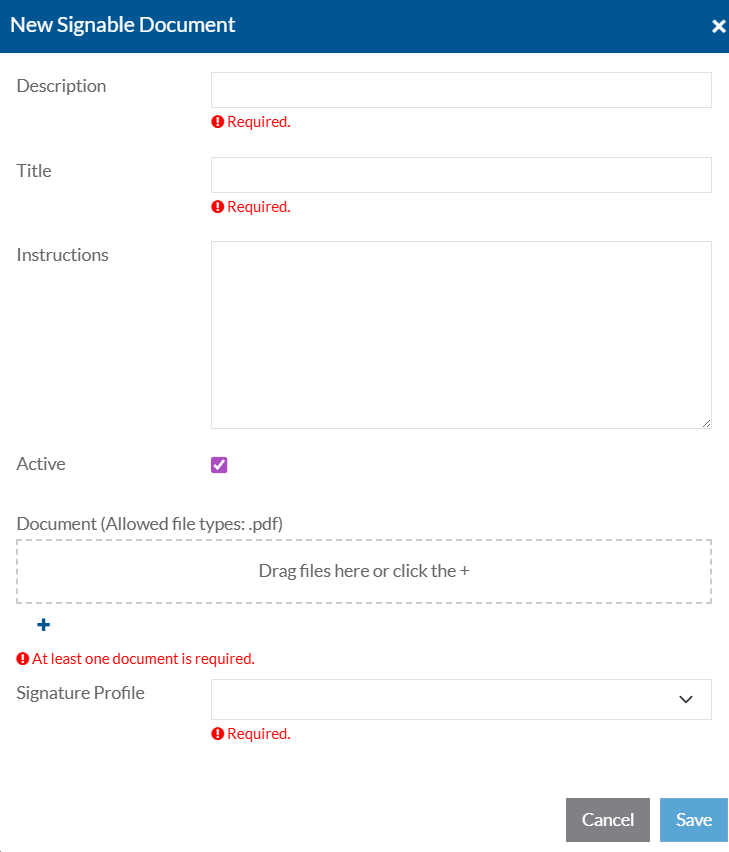 New Signable Document
Description
Required.
Title
Required.
Instructions
Active
Document (Allowed file types: .pdf)
Drag files here or click the +
At least one document is required.
Signature Profile
Required.
Cancel Save